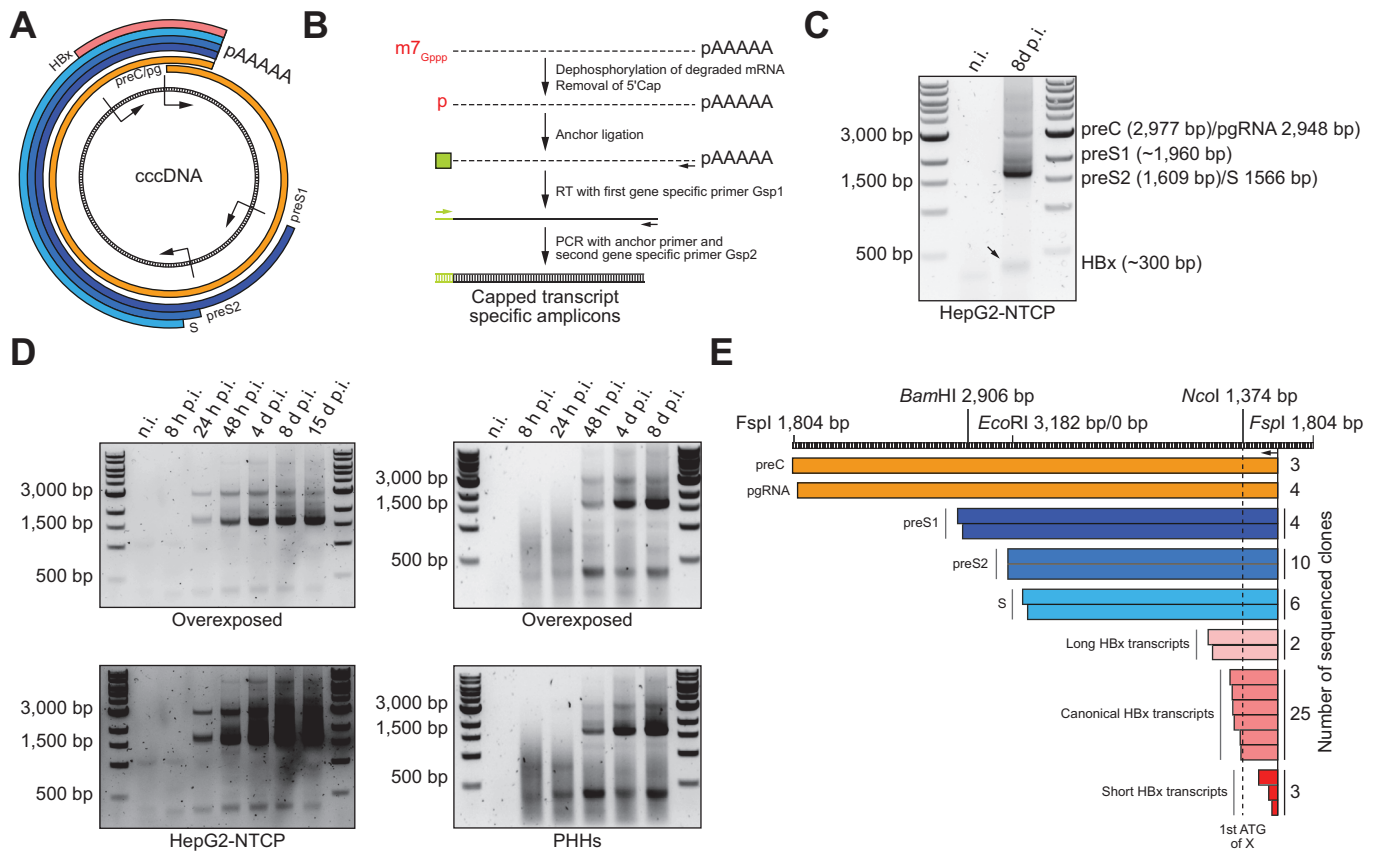 A
HBx
pAAAAA
preC/pg
cccDNA
preS1
preS2
S
B
m7Gppp
pAAAAA
Dephosphorylation of degraded mRNA
Removal of 5'Cap
p
pAAAAA
Anchor ligation
pAAAAA
RT with first gene specific primer Gsp1
PCR with anchor primer and
second gene specific primer Gsp2
Capped transcript
specific amplicons
C
n.i.
8d p.i.
3,000 bp
1,500 bp
500 bp
preC (2,977 bp)/pgRNA 2,948 bp)
preS1 (~1,960 bp)
preS2 (1,609 bp)/S 1566 bp)
HBx (~300 bp)
HepG2-NTCP
D
n.i.
8 h p.i.
24 h p.i.
48 h p.i.
4 d p.i.
8 d p.i.
15 d p.i.
3,000 bp
1,500 bp
500 bp
Overexposed
3,000 bp
1,500 bp
500 bp
HepG2-NTCP
n.i.
8 h p.i.
24 h p.i.
48 h p.i.
4 d p.i.
8 d p.i.
3,000 bp
1,500 bp
500 bp
Overexposed
3,000 bp
1,500 bp
500 bp
PHHs
E
BamHI 2,906 bp
NcoI 1,374 bp
FspI 1,804 bp
EcoRI 3,182 bp/0 bp
FspI 1,804 bp
preC
3
pgRNA
4
preS1
4
preS2
10
S
6
Long HBx transcripts
2
Canonical HBx transcripts
25
Short HBx transcripts
3
1st ATG
of X
Number of sequenced clones